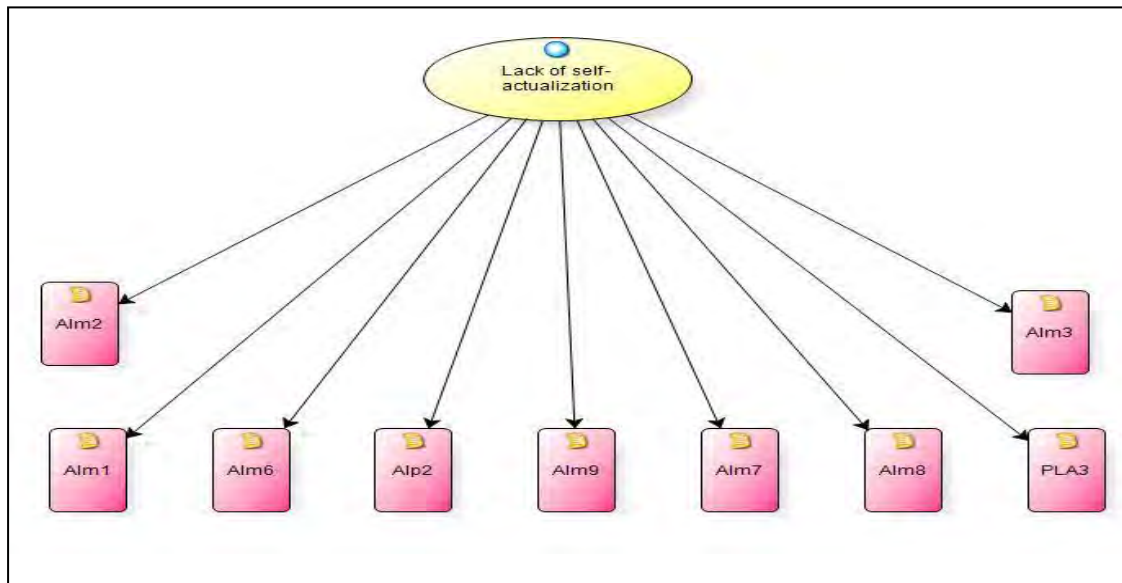 Lack of self-
actualization
Alm2
Alm3
Alm1
Alm6
Alp2
Alm9
Alm7
Alm8
PLA3